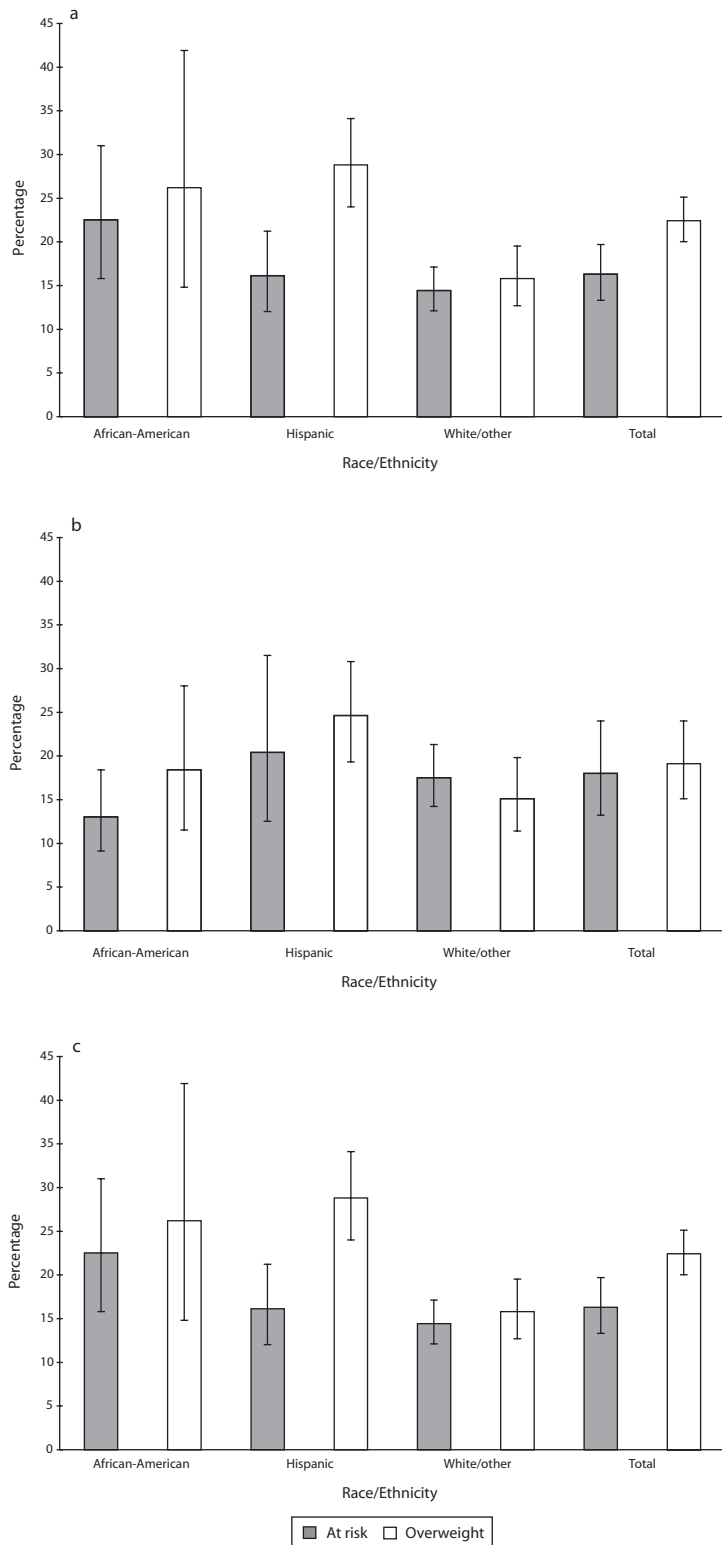 a
45
40
35
30
25
20
15
10
5
0
Percentage
African-American Hispanic White/other Total
Race/Ethnicity
b
45
40
35
30
25
20
15
10
5
0
Percentage
African-American Hispanic White/other Total
Race/Ethnicity
c
45
40
35
30
25
20
15
10
5
0
Percentage
African-American Hispanic White/other Total
Race/Ethnicity
At risk Overweight